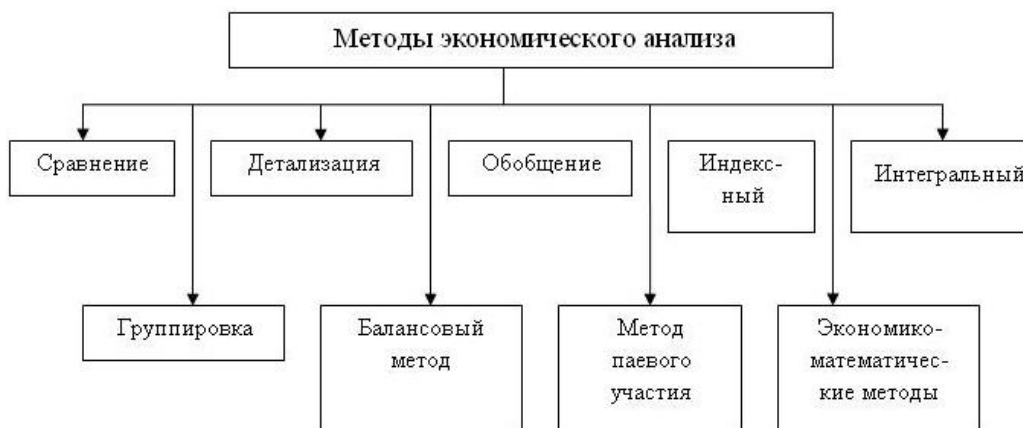 Методы экономического анализа
Сравнение
Детализация
Обобщение
Индекс-
ный
Интегральный
Группировка
Балансовый
метод
Метод
паевого
участия
Экономико-
математичес-
кие методы